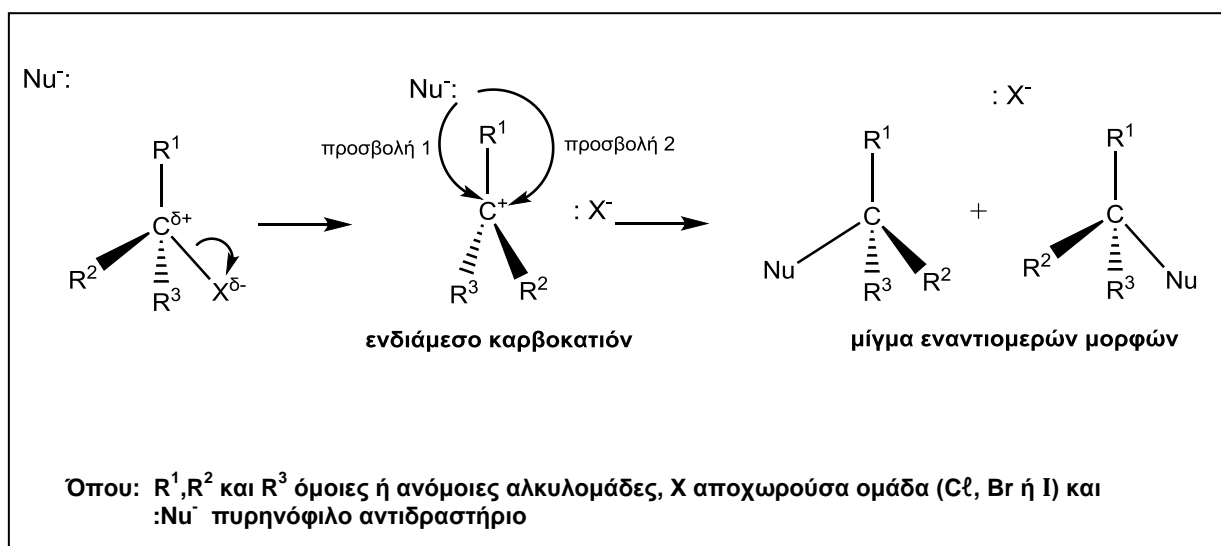 Nu⁻:
Nu⁻:
: X⁻
R¹
προσβολή 1
προσβολή 2
R¹
R¹
R¹
C^δ+
C⁺
: X⁻
C
+
C
R²
R³
X^δ-
R³
R²
Nu
R³
R²
R²
R³
Nu
ενδιάμεσο καρβοκατιόν
μίγμα εναντιομερών μορφών
Όπου: R¹,R² και R³ όμοιες ή ανόμοιες αλκυλομάδες, X αποχωρούσα ομάδα (Cℓ, Br ή I) και
:Nu⁻ πυρηνόφιλο αντιδραστήριο